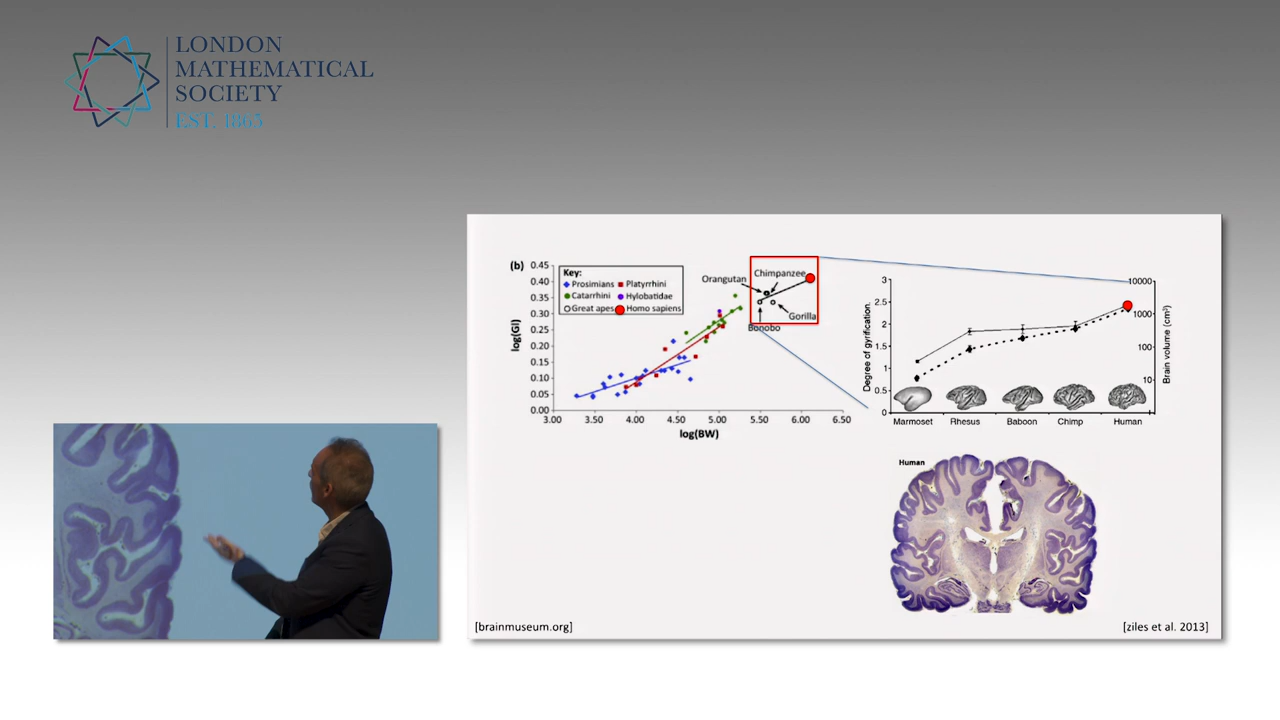 LONDON
MATHEMATICAL
SOCIETY
EST. 1865
(b)
0.45
0.40
0.35
0.30
0.25
0.20
0.15
0.10
0.05
0.00
log(GI)
Key:
Prosimians
Platyrrhini
Catarrhini
Hylobatidae
Great apes
Homo sapiens
Orangutan
Chimpanzee
Gorilla
Bonobo
3.00 3.50 4.00 4.50 5.00 5.50 6.00 6.50
log(BW)
3
2.5
2
1.5
1
0.5
0
Degree of gyrification.
10000
1000
100
10
Brain volume (cm³)
Marmoset Rhesus Baboon Chimp Human
Human
[brainmuseum.org]
[ziles et al. 2013]